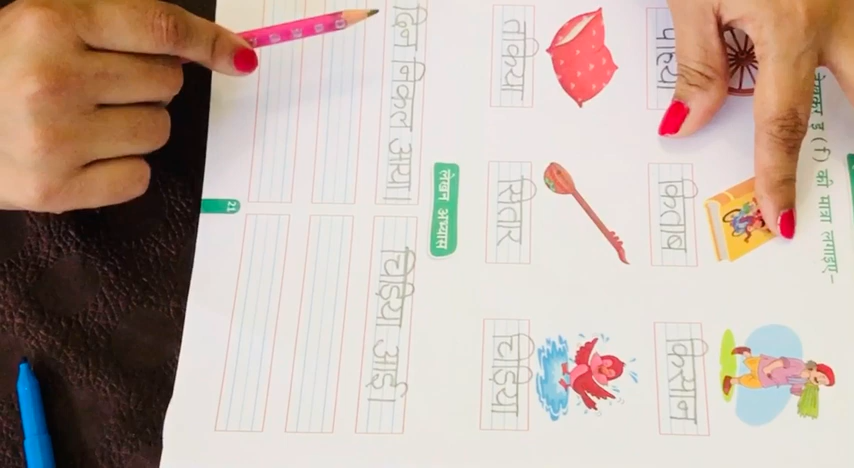 इ (ि) की मात्रा लगाइए-
पहिया
किताब
किसान
तकिया
सितार
चिड़िया
लेखन अभ्यास
दिन निकल आया।
चिड़िया आई।
21